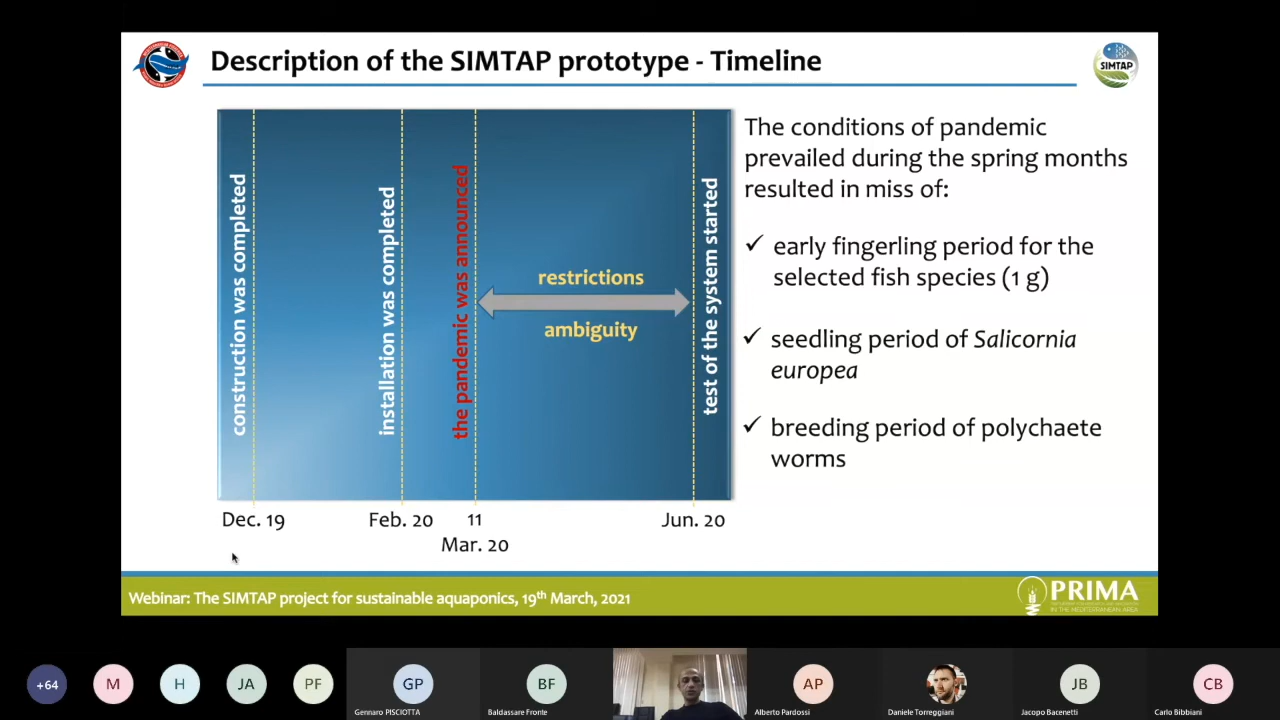 Description of the SIMTAP prototype - Timeline
SIMTAP
construction was completed
installation was completed
the pandemic was announced
restrictions
ambiguity
test of the system started
Dec. 19
Feb. 20
11
Mar. 20
Jun. 20
The conditions of pandemic
prevailed during the spring months
resulted in miss of:
✓ early fingerling period for the
selected fish species (1 g)
✓ seedling period of Salicornia
europea
✓ breeding period of polychaete
worms
Webinar: The SIMTAP project for sustainable aquaponics, 19th March, 2021
PRIMA
IN THE MEDITERRANEAN AREA
+64
M
H
JA
PF
GP
Gennaro PISCIOTTA
BF
Baldassare Fronte
AP
Alberto Pardossi
Daniele Torreggiani
JB
Jacopo Bacenetti
CB
Carlo Bibbiani